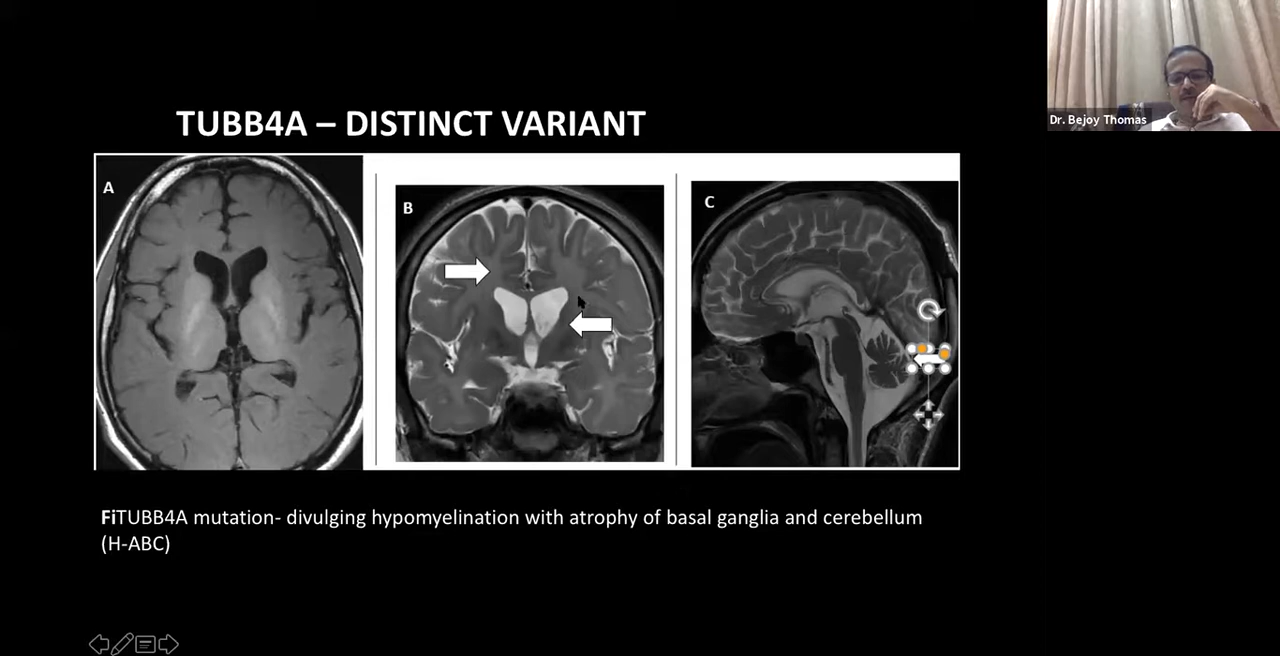 TUBB4A – DISTINCT VARIANT
A
B
C
Dr. Bejoy Thomas
FiTUBB4A mutation- divulging hypomyelination with atrophy of basal ganglia and cerebellum
(H-ABC)